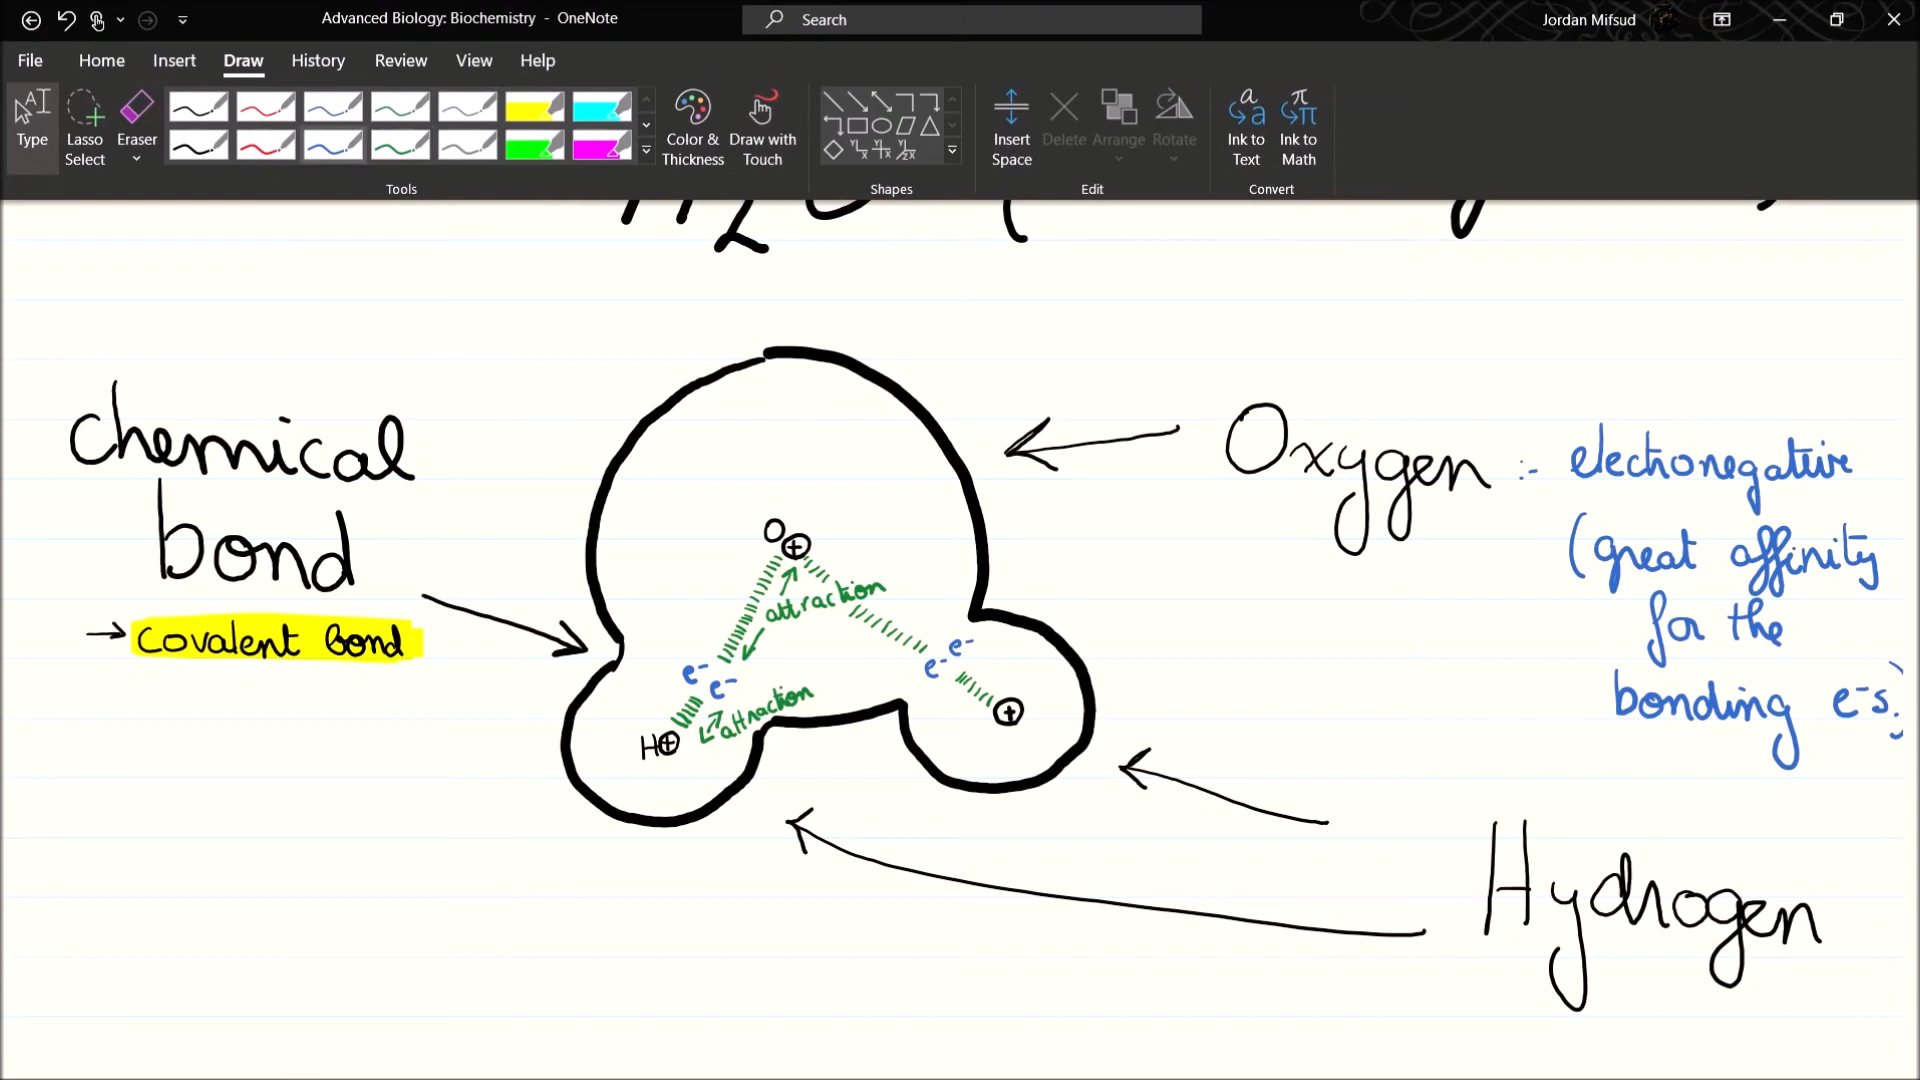 Advanced Biology: Biochemistry - OneNote
Search
Jordan Mifsud
File Home Insert Draw History Review View Help
Type
Lasso Select
Eraser
Color & Thickness
Draw with Touch
Insert Space
Delete
Arrange
Rotate
Ink to Text
Ink to Math
Tools
Shapes
Edit
Convert
chemical
bond
→ covalent bond
Oxygen :- electronegative
(great affinity
for the
bonding e-s.)
O +
attraction
e- e-
e- e-
attraction
H +
+
Hydrogen